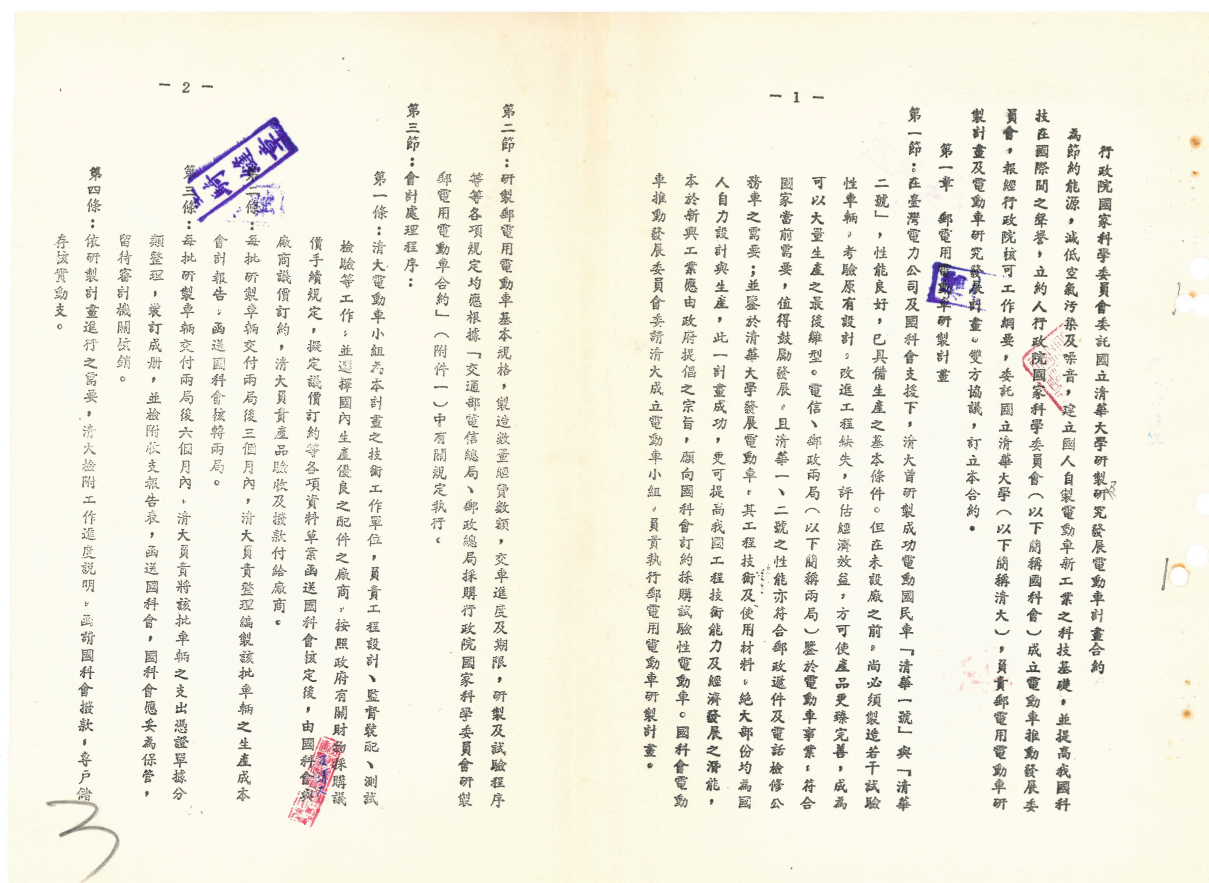 －1－
行政院國家科學委員會委託國立清華大學研製研究發展電動車計畫合約
為節約能源，減低空氣污染及噪音，建立國人自製電動車新工業之科技基礎，並提高我國科
技在國際間之聲譽，立約人行政院國家科學委員會（以下簡稱國科會）成立電動車推動發展委
員會，報經行政院核可工作綱要，委託國立清華大學（以下簡稱清大），負責郵電用電動車研
製計畫及電動車研究發展計畫。雙方協議，訂立本合約。
第一章　郵電用電動車研製計畫
第一節：在臺灣電力公司及國科會支援下，清大曾研製成功電動國民車「清華一號」與「清華
二號」，性能良好，已具備生產之基本條件。但在未設廠之前，尚必須製造若干試驗
性車輛，考驗原有設計，改進工程缺失，評估經濟效益，方可使產品更臻完善，成為
可以大量生產之最後雛型。電信、郵政兩局（以下簡稱兩局）鑒於電動車事業，符合
國家當前需要，值得鼓勵發展，且清華一、二號之性能亦符合郵政遞件及電話檢修公
務車之需要；並鑒於清華大學發展電動車，其工程技術及使用材料，絕大部份均為國
人自力設計與生產，此一計畫成功，更可提高我國工程技術能力及經濟發展之潛能，
本於新興工業應由政府提倡之宗旨，願向國科會訂約採購試驗性電動車。國科會電動
車推動發展委員會委請清大成立電動車小組，負責執行郵電用電動車研製計畫。
－2－
第二節：研製郵電用電動車基本規格，製造數量經費數額，交車進度及期限，研製及試驗程序
等等各項規定均應根據「交通部電信總局、郵政總局採購行政院國家科學委員會研製
郵電用電動車合約」（附件一）中有關規定執行。
第三節：會計處理程序：
第一條：清大電動車小組為本計畫之技術工作單位，負責工程設計、監督裝配、測試
檢驗等工作，並選擇國內生產優良之配件之廠商，按照政府有關財物採購議
價手續規定，擬定議價訂約等各項資料草案函送國科會核定後，由國科會與
廠商議價訂約，清大負責產品驗收及撥款付給廠商。
第二條：每批研製車輛交付兩局後三個月內，清大負責整理編製該批車輛之生產成本
會計報告，函送國科會核轉兩局。
第三條：每批研製車輛交付兩局後六個月內，清大負責將該批車輛之支出憑證單據分
類整理，裝訂成册，並檢附收支報告表，函送國科會，國科會應妥為保管，
留待審計機關核銷。
第四條：依研製計畫進行之需要，清大檢附工作進度說明，函請國科會撥款，專戶儲
存核實動支。
3